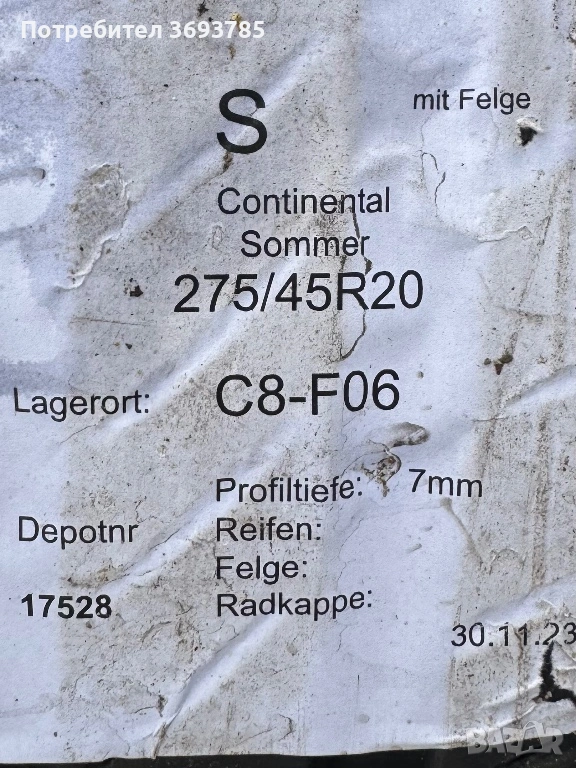 Потребител 3693785
S
mit Felge
Continental
Sommer
275/45R20
Lagerort: C8-F06
Profiltiefe: 7mm
Depotnr Reifen:
Felge:
17528 Radkappe:
30.11.23
BAZAR